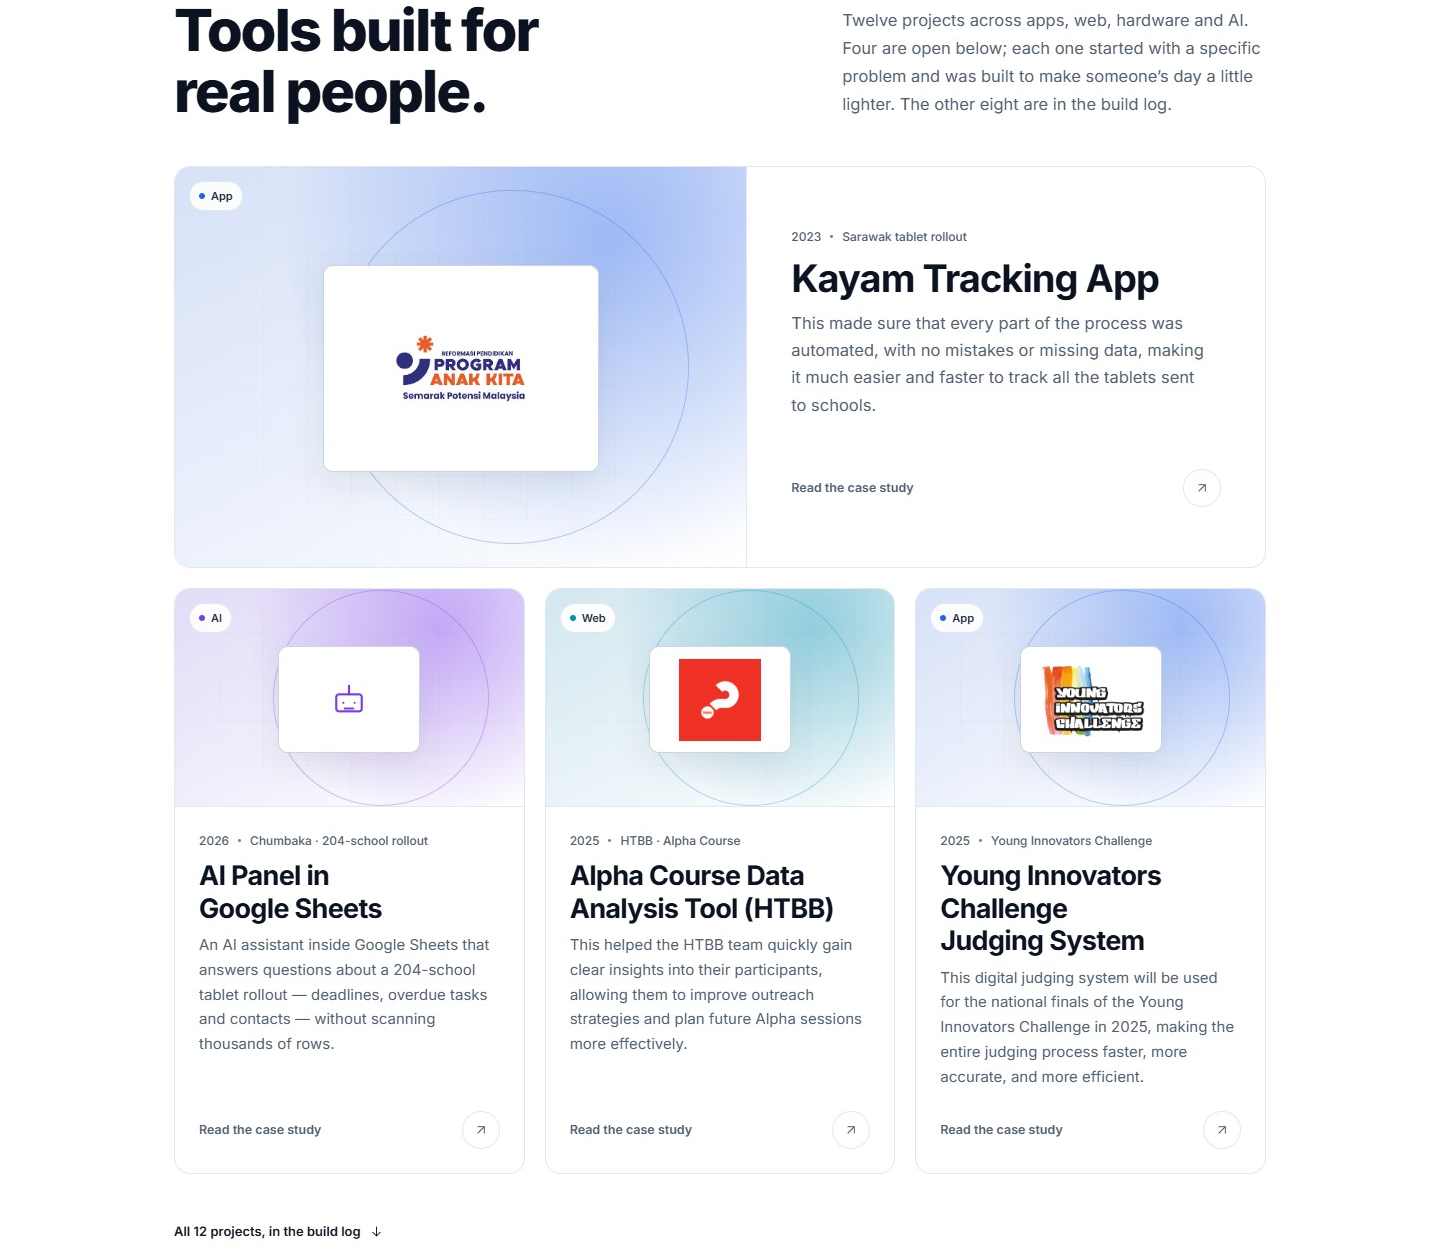 Tools built for
real people.
Twelve projects across apps, web, hardware and AI.
Four are open below; each one started with a specific
problem and was built to make someone’s day a little
lighter. The other eight are in the build log.
App
REFORMASI PENDIDIKAN
PROGRAM
ANAK KITA
Semarak Potensi Malaysia
2023 • Sarawak tablet rollout
Kayam Tracking App
This made sure that every part of the process was
automated, with no mistakes or missing data, making
it much easier and faster to track all the tablets sent
to schools.
Read the case study
AI
2026 • Chumbaka · 204-school rollout
AI Panel in
Google Sheets
An AI assistant inside Google Sheets that
answers questions about a 204-school
tablet rollout — deadlines, overdue tasks
and contacts — without scanning
thousands of rows.
Read the case study
Web
2025 • HTBB · Alpha Course
Alpha Course Data
Analysis Tool (HTBB)
This helped the HTBB team quickly gain
clear insights into their participants,
allowing them to improve outreach
strategies and plan future Alpha sessions
more effectively.
Read the case study
App
YOUNG
INNOVATORS
CHALLENGE
2025 • Young Innovators Challenge
Young Innovators
Challenge
Judging System
This digital judging system will be used
for the national finals of the Young
Innovators Challenge in 2025, making the
entire judging process faster, more
accurate, and more efficient.
Read the case study
All 12 projects, in the build log ↓